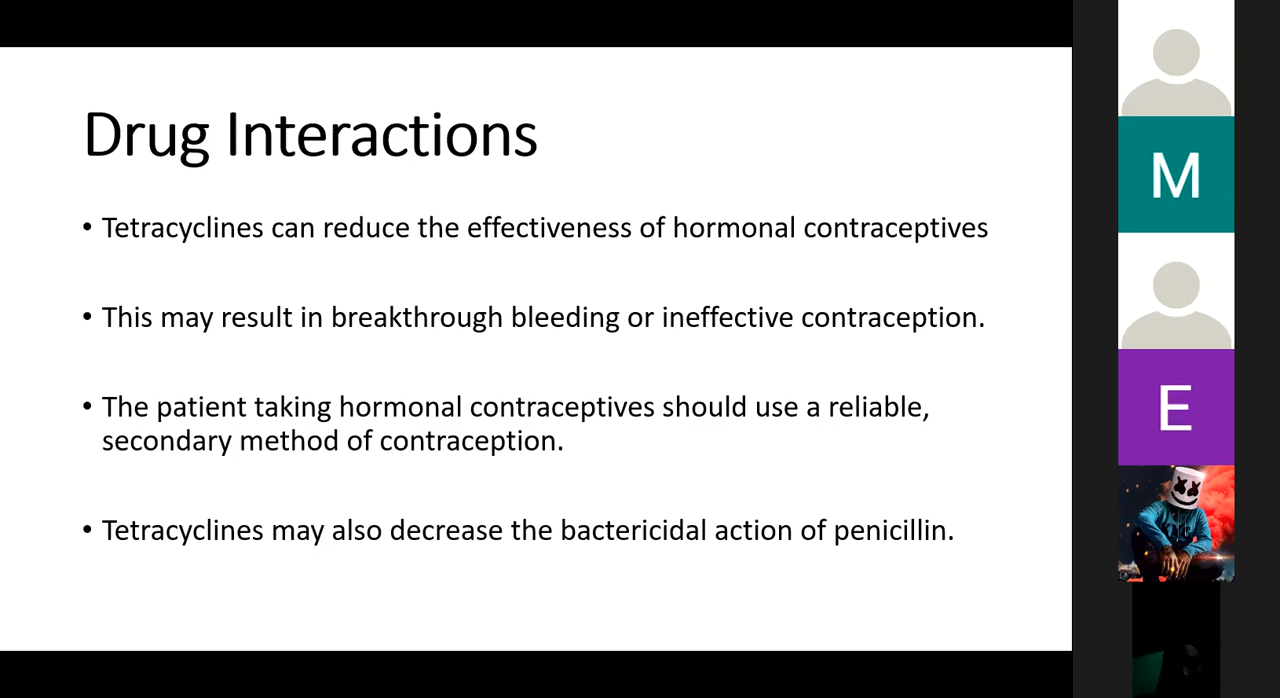 Drug Interactions
• Tetracyclines can reduce the effectiveness of hormonal contraceptives
• This may result in breakthrough bleeding or ineffective contraception.
• The patient taking hormonal contraceptives should use a reliable,
secondary method of contraception.
• Tetracyclines may also decrease the bactericidal action of penicillin.
M
E